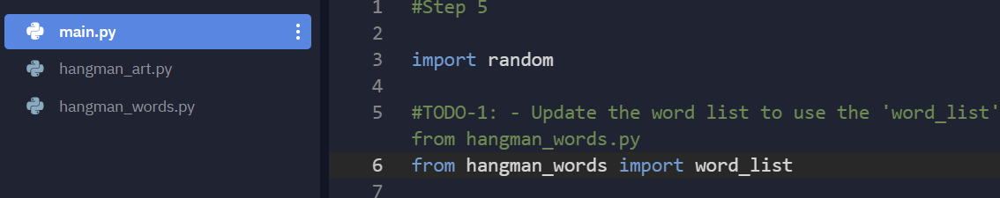 main.py
hangman_art.py
hangman_words.py
1 #Step 5
2
3 import random
4
5 #TODO-1: - Update the word list to use the 'word_list'
from hangman_words.py
6 from hangman_words import word_list
7